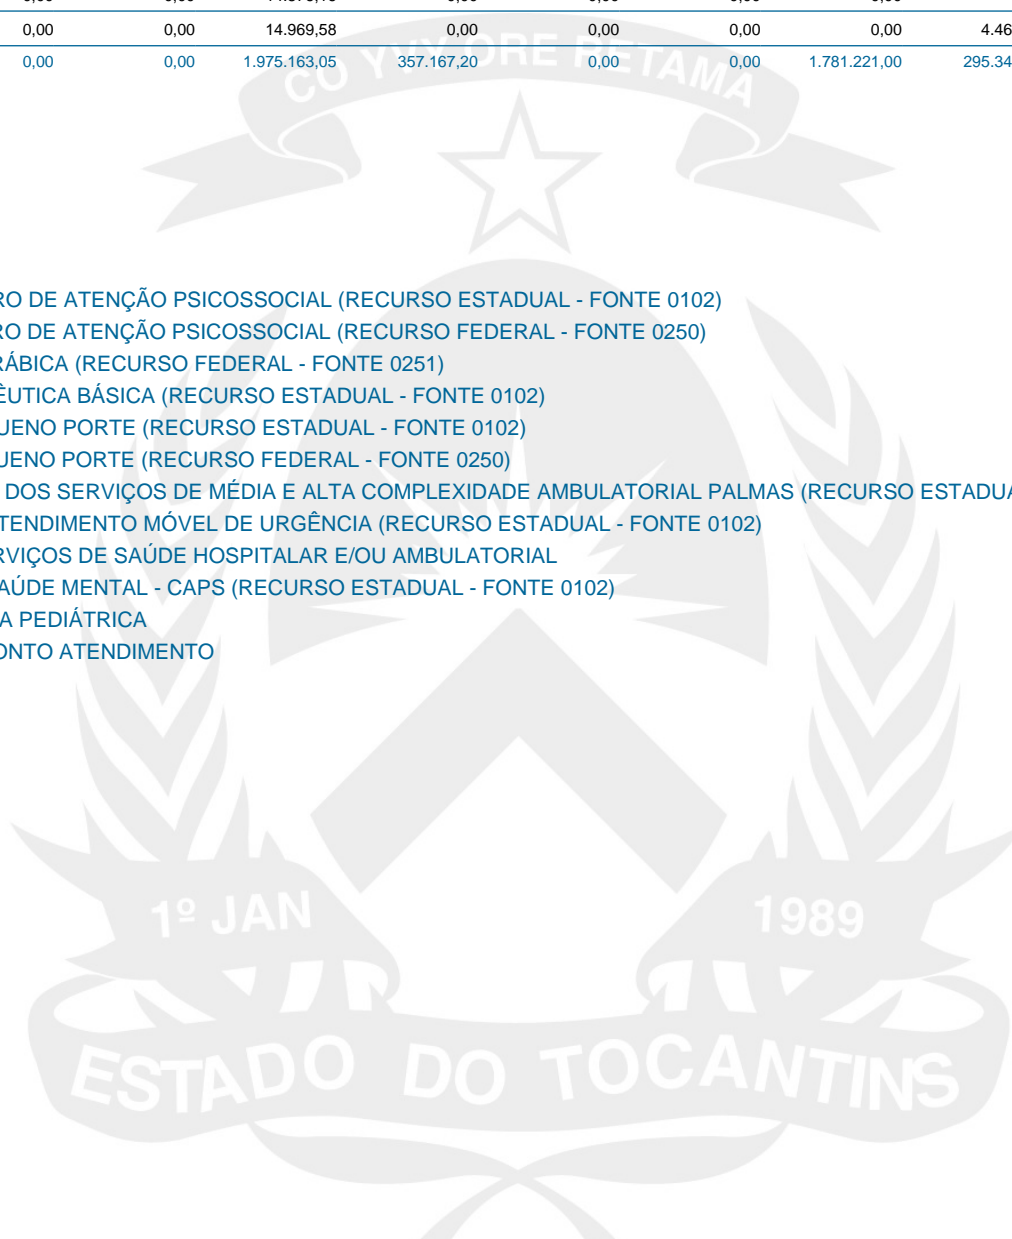 0,00 0,00 14.969,58 0,00 0,00 0,00 0,00 4.46
0,00 0,00 1.975.163,05 357.167,20 0,00 0,00 1.781.221,00 295.34
CO YVY ORE RETAMA
RO DE ATENÇÃO PSICOSSOCIAL (RECURSO ESTADUAL - FONTE 0102)
RO DE ATENÇÃO PSICOSSOCIAL (RECURSO FEDERAL - FONTE 0250)
RÁBICA (RECURSO FEDERAL - FONTE 0251)
ÊUTICA BÁSICA (RECURSO ESTADUAL - FONTE 0102)
UENO PORTE (RECURSO ESTADUAL - FONTE 0102)
UENO PORTE (RECURSO FEDERAL - FONTE 0250)
DOS SERVIÇOS DE MÉDIA E ALTA COMPLEXIDADE AMBULATORIAL PALMAS (RECURSO ESTADUA
TENDIMENTO MÓVEL DE URGÊNCIA (RECURSO ESTADUAL - FONTE 0102)
RVIÇOS DE SAÚDE HOSPITALAR E/OU AMBULATORIAL
AÚDE MENTAL - CAPS (RECURSO ESTADUAL - FONTE 0102)
A PEDIÁTRICA
ONTO ATENDIMENTO
1º JAN 1989
ESTADO DO TOCANTINS